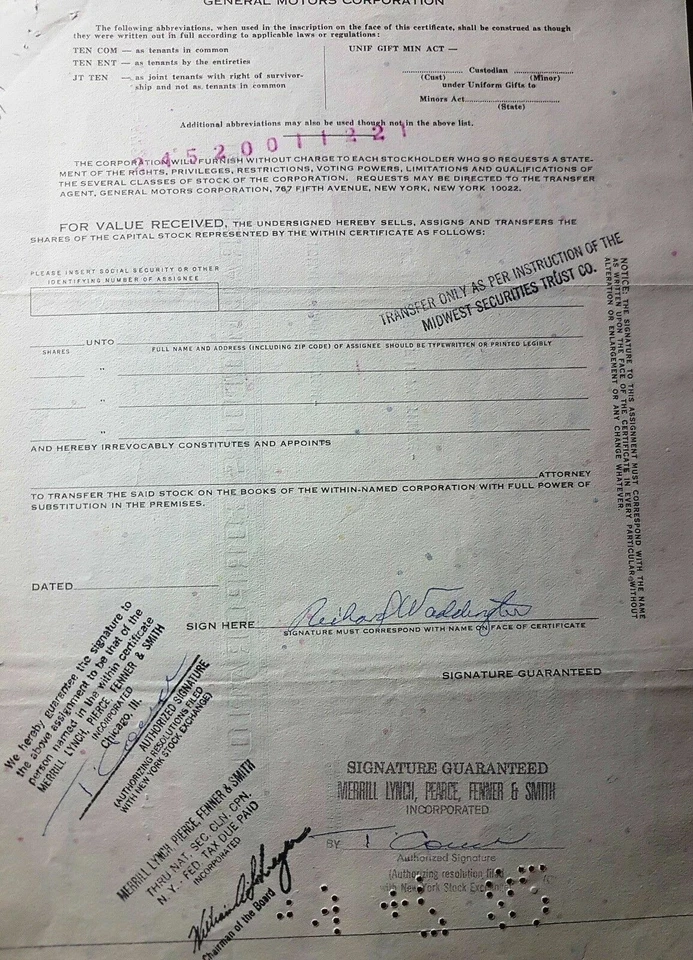 GENERAL MOTORS CORPORATION
The following abbreviations, when used in the inscription on the face of this certificate, shall be construed as though
they were written out in full according to applicable laws or regulations:
TEN COM — as tenants in common
TEN ENT — as tenants by the entireties
JT TEN — as joint tenants with right of survivor-
ship and not as tenants in common
UNIF GIFT MIN ACT —
Custodian
(Cust) (Minor)
under Uniform Gifts to
Minors Act
(State)
Additional abbreviations may also be used though not in the above list.
4520011221
THE CORPORATION WILL FURNISH WITHOUT CHARGE TO EACH STOCKHOLDER WHO SO REQUESTS A STATE-
MENT OF THE RIGHTS, PRIVILEGES, RESTRICTIONS, VOTING POWERS, LIMITATIONS AND QUALIFICATIONS OF
THE SEVERAL CLASSES OF STOCK OF THE CORPORATION. REQUESTS MAY BE DIRECTED TO THE TRANSFER
AGENT, GENERAL MOTORS CORPORATION, 767 FIFTH AVENUE, NEW YORK, NEW YORK 10022.
FOR VALUE RECEIVED, THE UNDERSIGNED HEREBY SELLS, ASSIGNS AND TRANSFERS THE
SHARES OF THE CAPITAL STOCK REPRESENTED BY THE WITHIN CERTIFICATE AS FOLLOWS:
PLEASE INSERT SOCIAL SECURITY OR OTHER
IDENTIFYING NUMBER OF ASSIGNEE
TRANSFER ONLY AS PER INSTRUCTION OF THE
MIDWEST SECURITIES TRUST CO.
UNTO
SHARES FULL NAME AND ADDRESS (INCLUDING ZIP CODE) OF ASSIGNEE SHOULD BE TYPEWRITTEN OR PRINTED LEGIBLY
"
"
"
AND HEREBY IRREVOCABLY CONSTITUTES AND APPOINTS
ATTORNEY
TO TRANSFER THE SAID STOCK ON THE BOOKS OF THE WITHIN-NAMED CORPORATION WITH FULL POWER OF
SUBSTITUTION IN THE PREMISES.
NOTICE: THE SIGNATURE TO THIS ASSIGNMENT MUST CORRESPOND WITH THE NAME
AS WRITTEN UPON THE FACE OF THE CERTIFICATE IN EVERY PARTICULAR WITHOUT
ALTERATION OR ENLARGEMENT OR ANY CHANGE WHATEVER.
DATED
SIGN HERE Richard Waddington
SIGNATURE MUST CORRESPOND WITH NAME ON FACE OF CERTIFICATE
SIGNATURE GUARANTEED
We hereby guarantee the signature to
the above assignment to be that of the
person named in the within certificate
MERRILL LYNCH, PIERCE, FENNER & SMITH
INCORPORATED
Chicago, Ill.
AUTHORIZED SIGNATURE
(AUTHORIZING RESOLUTIONS FILED
WITH NEW YORK STOCK EXCHANGE)
MERRILL LYNCH, PIERCE, FENNER & SMITH
THRU NAT. SEC. CLN. CPN.
N.Y. - FED. TAX DUE PAID
INCORPORATED
Chairman of the Board
SIGNATURE GUARANTEED
MERRILL LYNCH, PEARCE, FENNER & SMITH
INCORPORATED
BY
Authorized Signature
(Authorizing resolution filed
with New York Stock Exchange